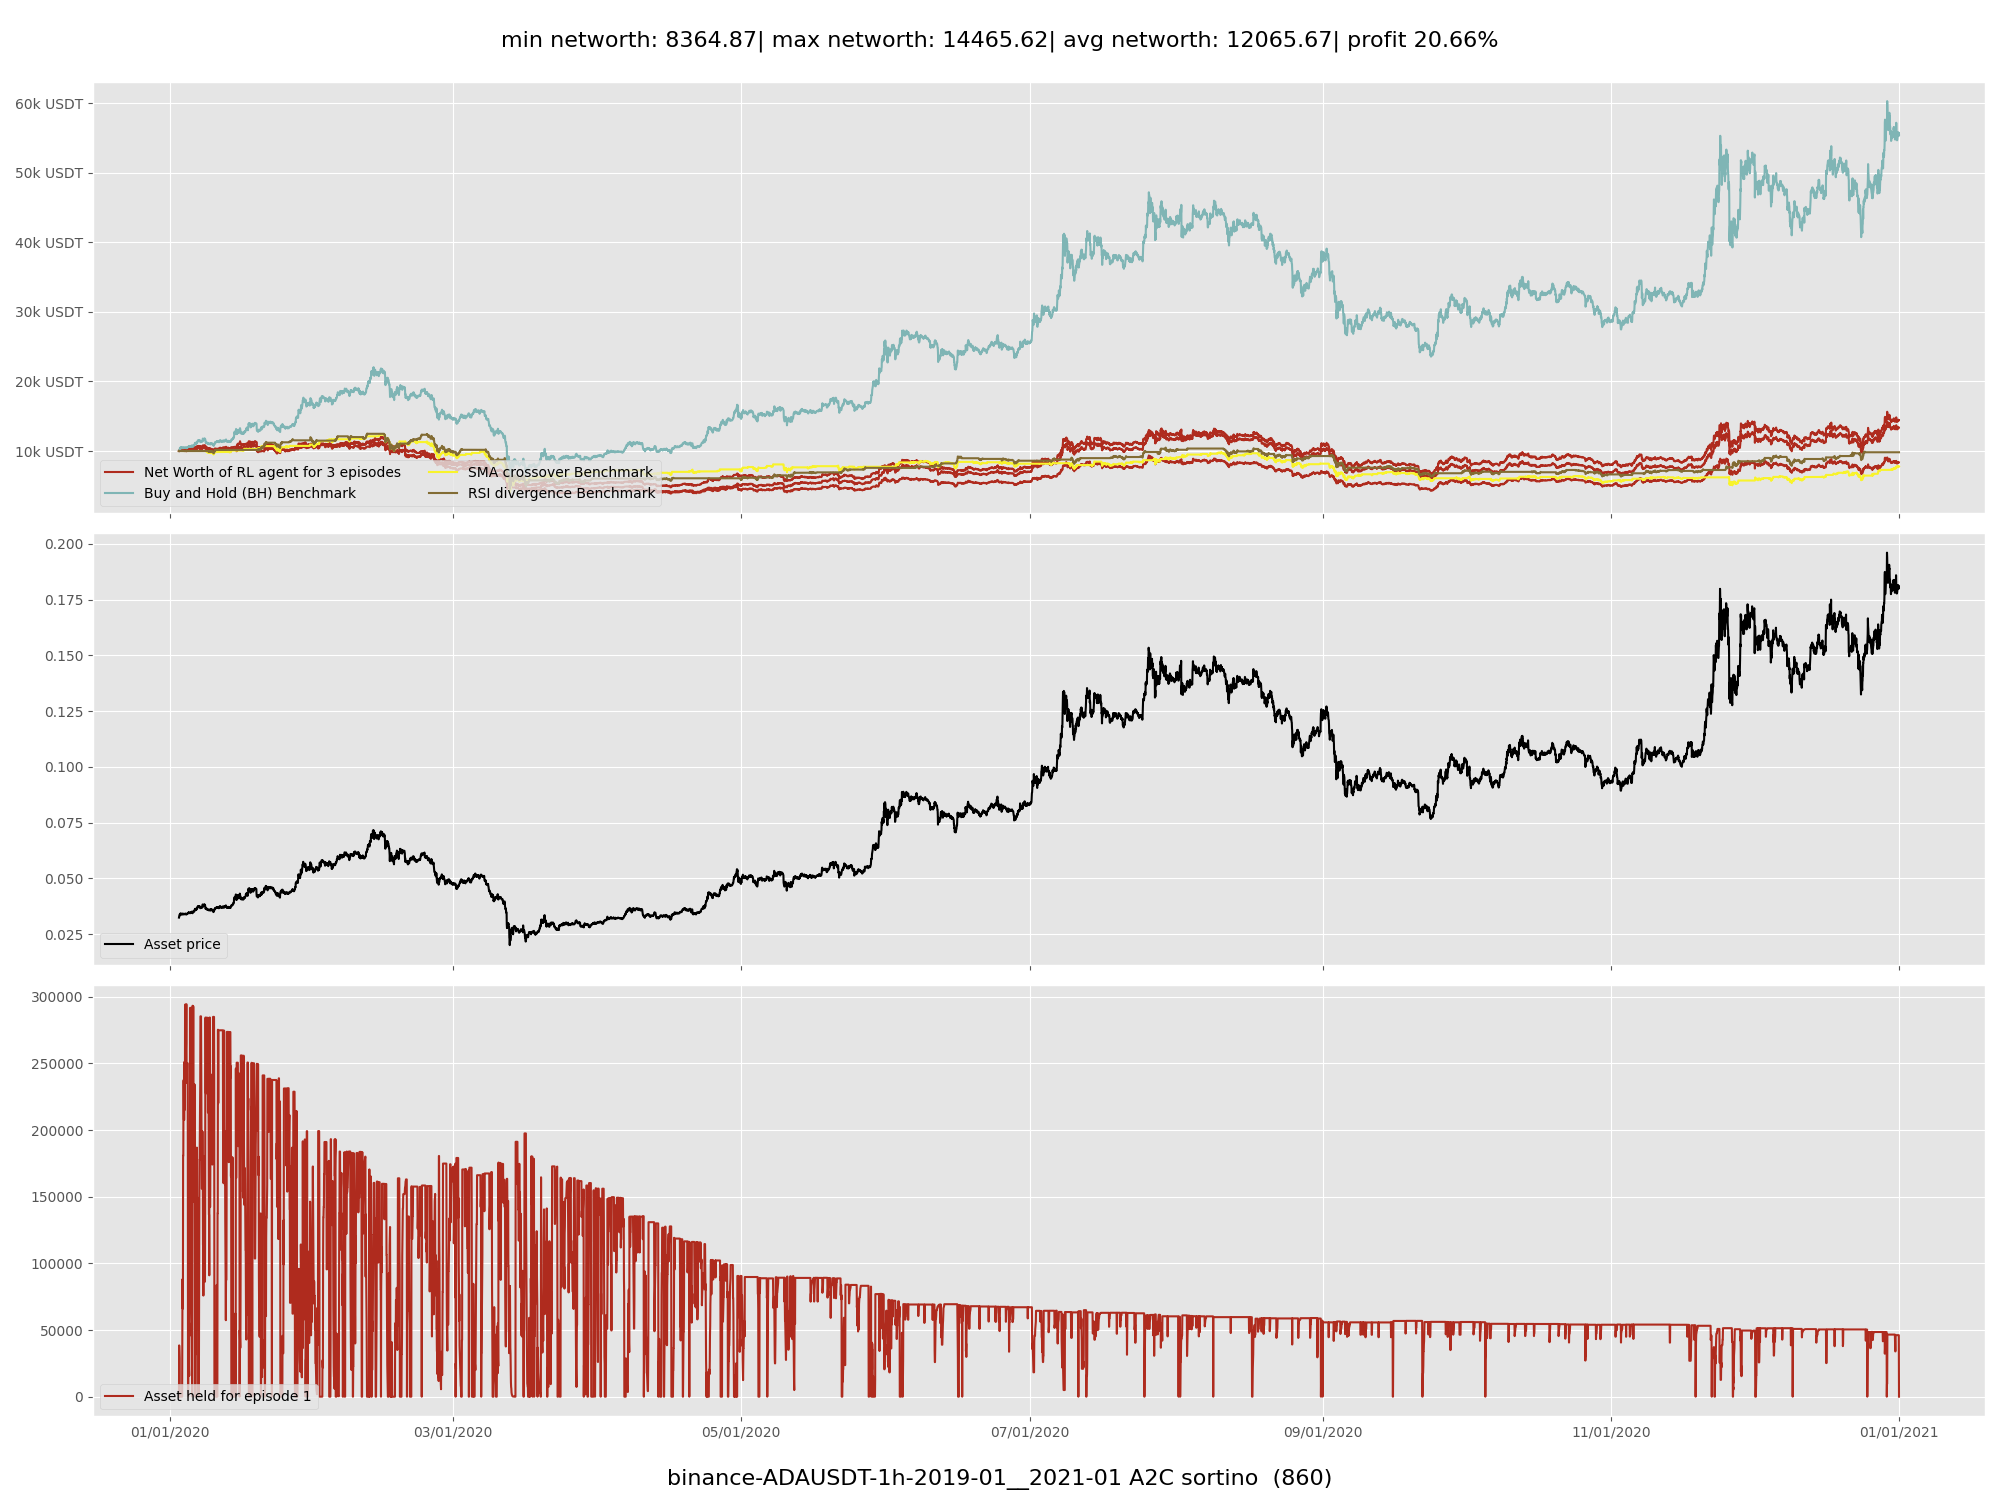 min networth: 8364.87| max networth: 14465.62| avg networth: 12065.67| profit 20.66%
60k USDT
50k USDT
40k USDT
30k USDT
20k USDT
10k USDT
Net Worth of RL agent for 3 episodes
Buy and Hold (BH) Benchmark
SMA crossover Benchmark
RSI divergence Benchmark
0.200
0.175
0.150
0.125
0.100
0.075
0.050
0.025
Asset price
300000
250000
200000
150000
100000
50000
0
Asset held for episode 1
01/01/2020 03/01/2020 05/01/2020 07/01/2020 09/01/2020 11/01/2020 01/01/2021
binance-ADAUSDT-1h-2019-01__2021-01 A2C sortino (860)